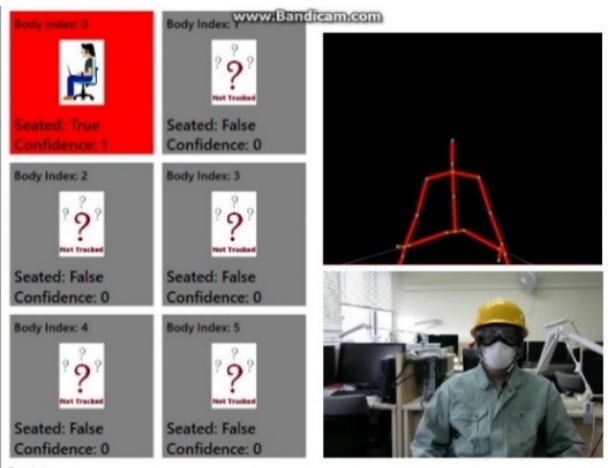 www.Bandicam.com
Body Index: 0
Seated: True
Confidence: 1
Body Index: 1
? ? ?
Not Tracked
Seated: False
Confidence: 0
Body Index: 2
? ? ?
Not Tracked
Seated: False
Confidence: 0
Body Index: 3
? ? ?
Not Tracked
Seated: False
Confidence: 0
Body Index: 4
? ? ?
Not Tracked
Seated: False
Confidence: 0
Body Index: 5
? ? ?
Not Tracked
Seated: False
Confidence: 0